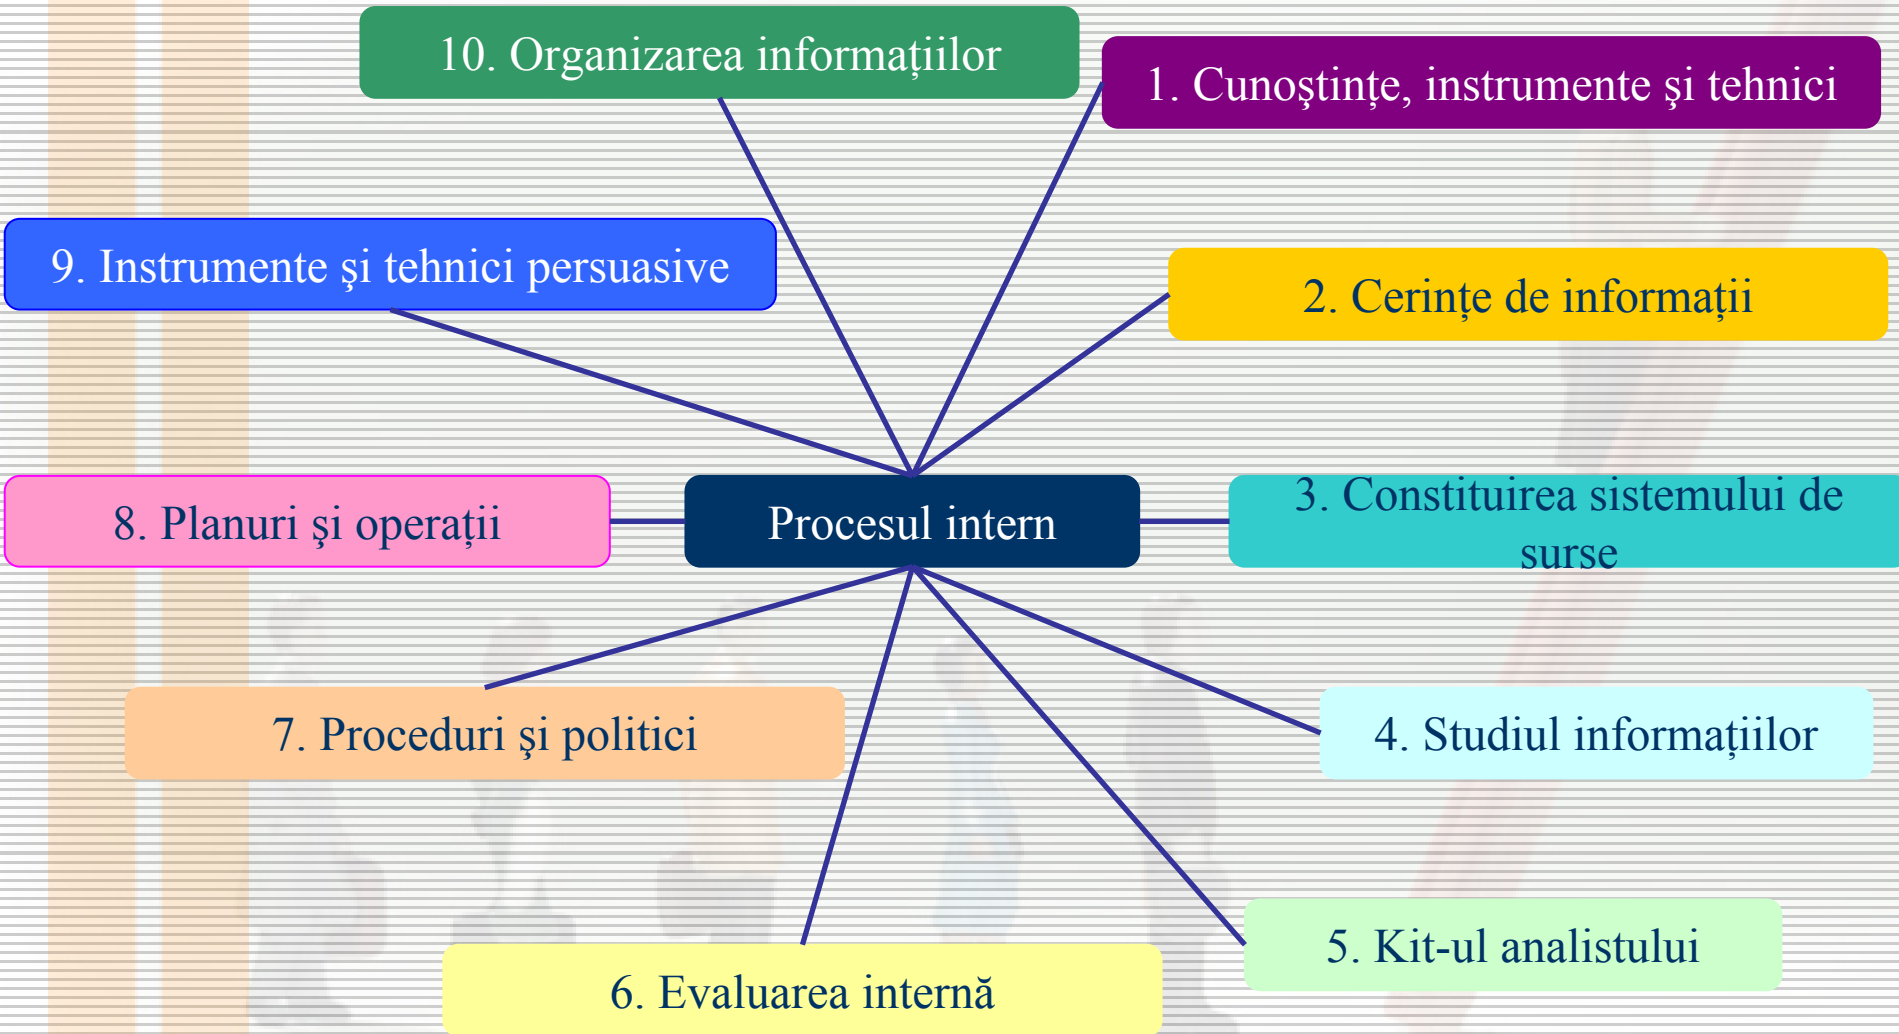 10. Organizarea informațiilor
1. Cunoştințe, instrumente şi tehnici
9. Instrumente şi tehnici persuasive
2. Cerințe de informații
8. Planuri şi operații
Procesul intern
3. Constituirea sistemului de
surse
7. Proceduri şi politici
4. Studiul informațiilor
5. Kit-ul analistului
6. Evaluarea internă